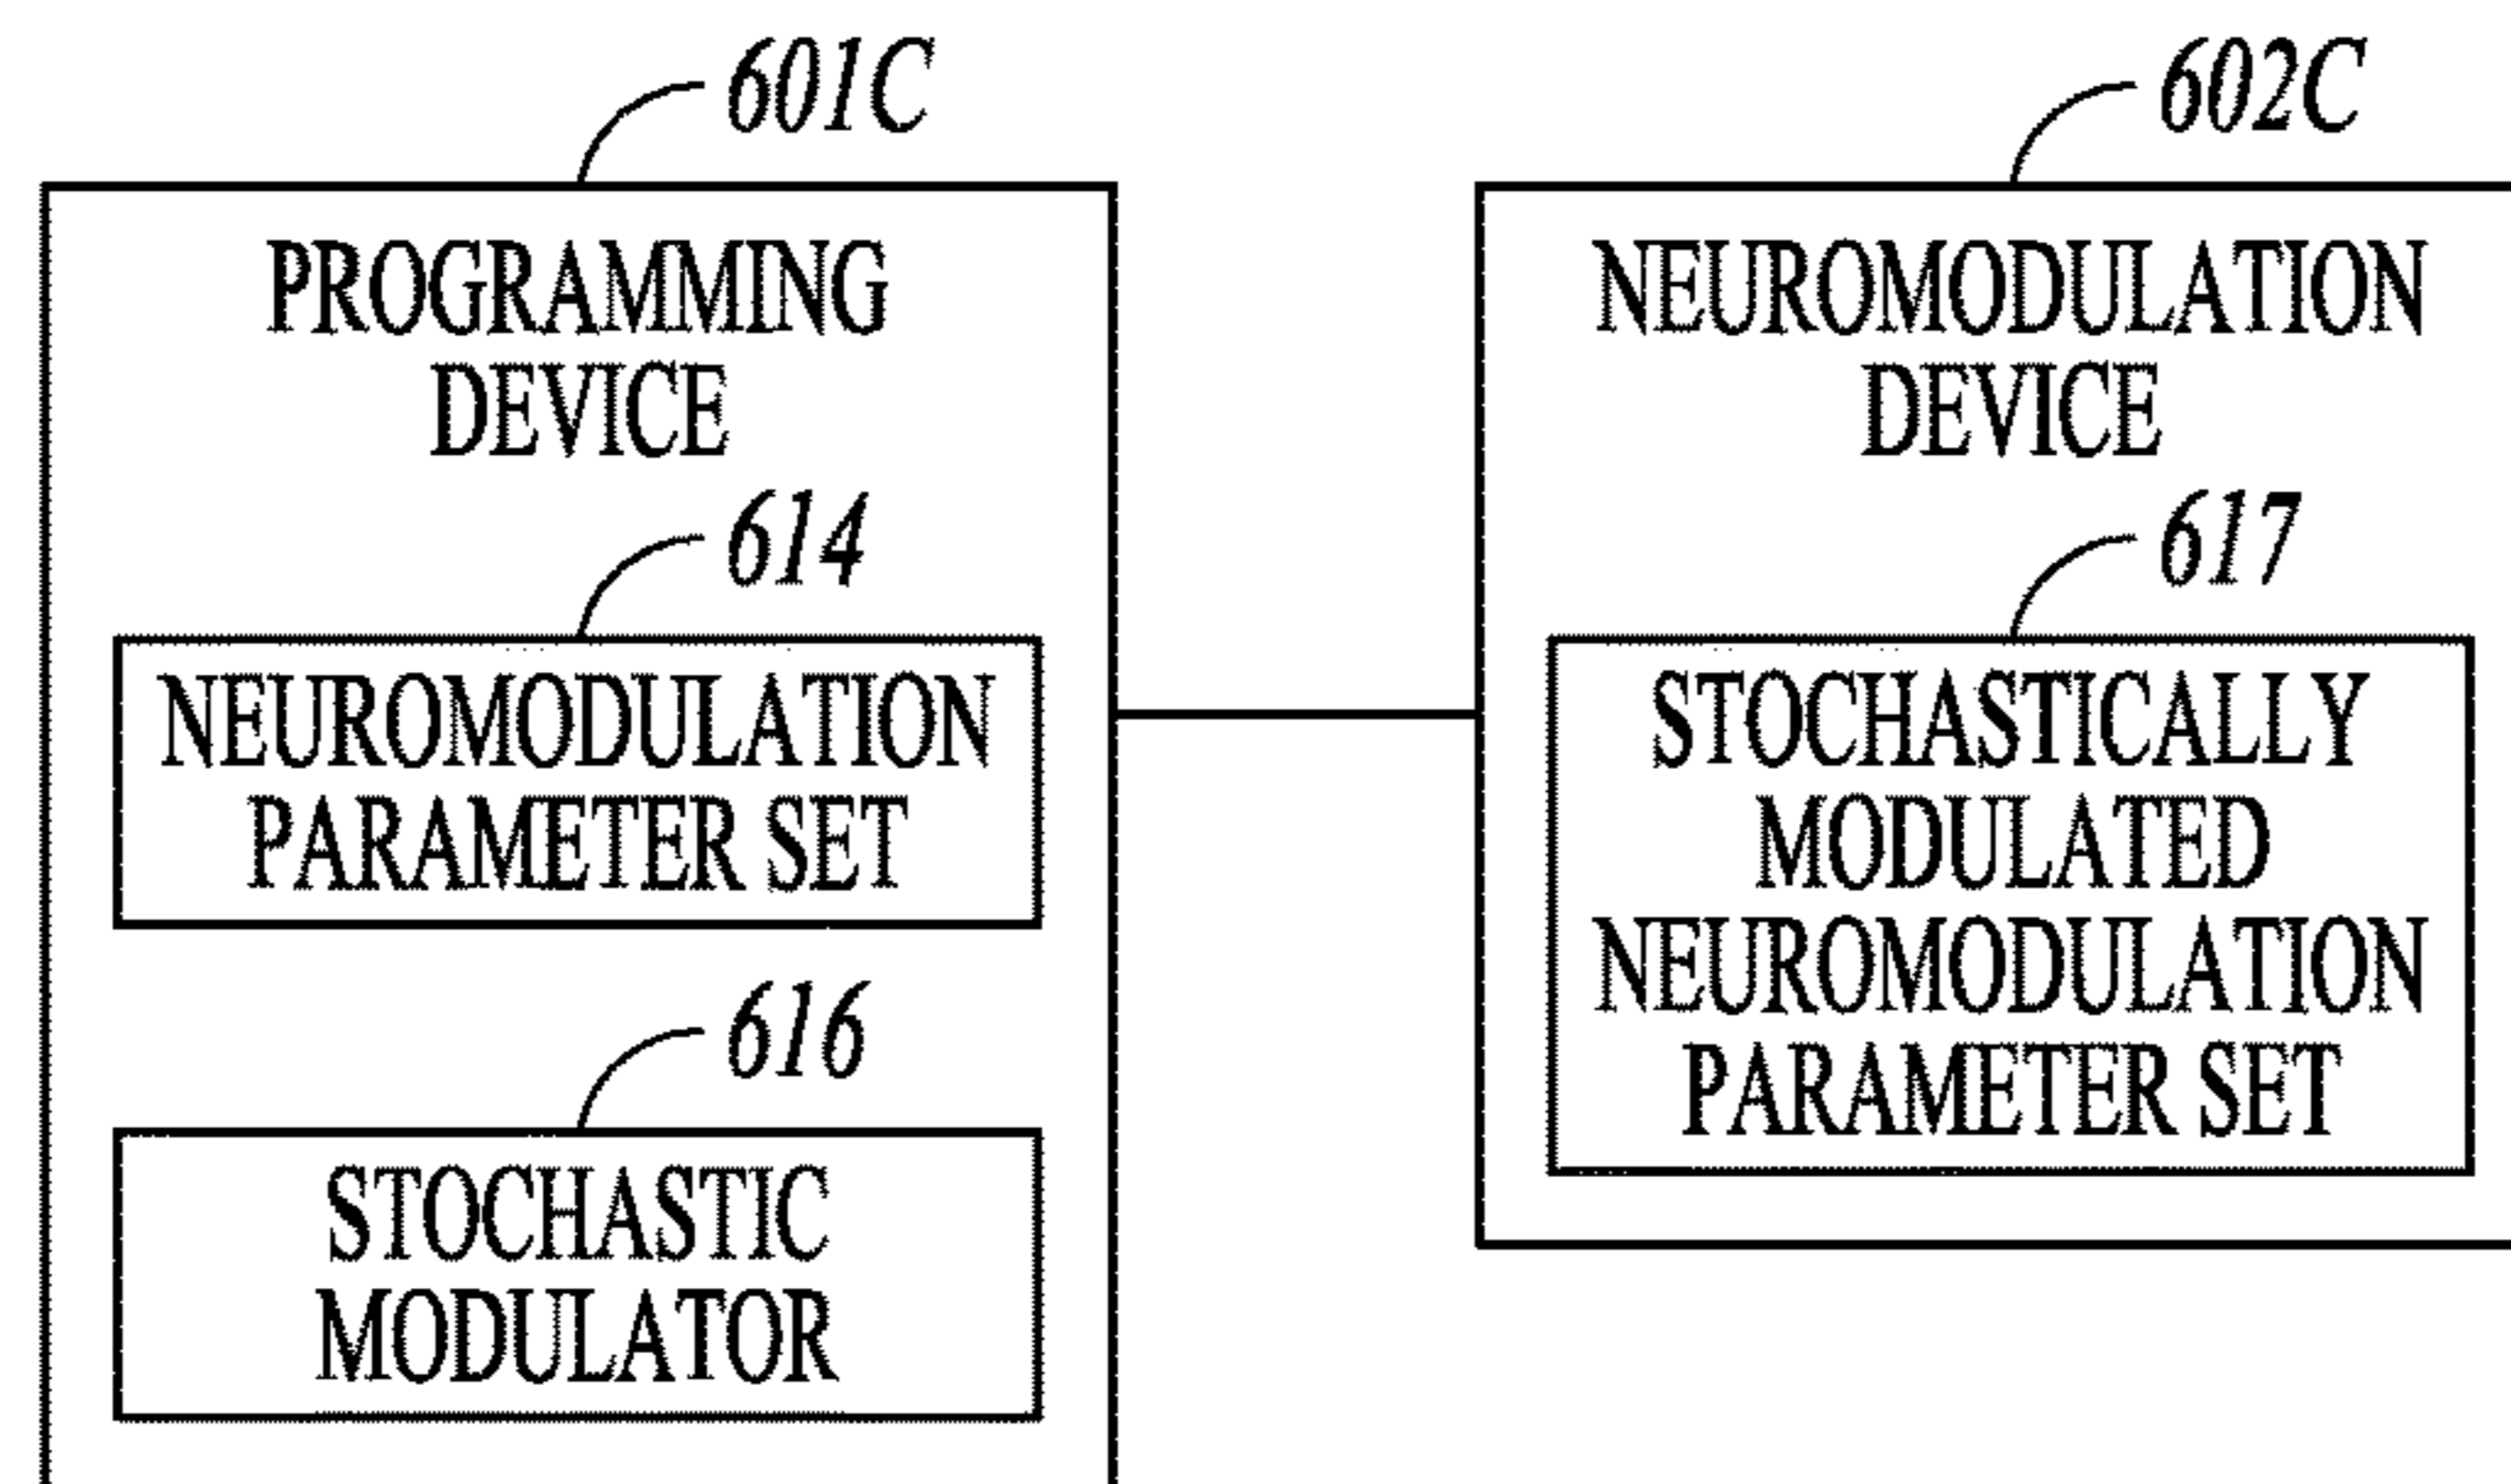 601C
PROGRAMMING
DEVICE
614
NEUROMODULATION
PARAMETER SET
616
STOCHASTIC
MODULATOR
602C
NEUROMODULATION
DEVICE
617
STOCHASTICALLY
MODULATED
NEUROMODULATION
PARAMETER SET